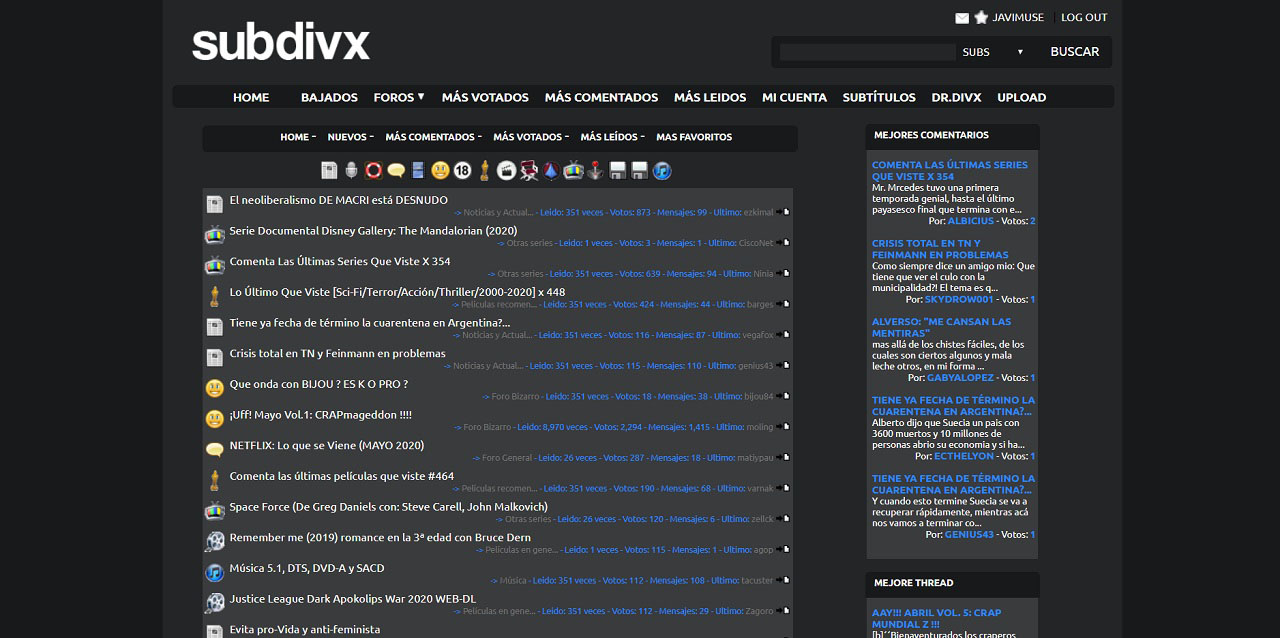 subdivx
JAVIMUSE
LOG OUT
SUBS
BUSCAR
HOME BAJADOS FOROS MÁS VOTADOS MÁS COMENTADOS MÁS LEIDOS MI CUENTA SUBTÍTULOS DR.DIVX UPLOAD
HOME - NUEVOS - MÁS COMENTADOS - MÁS VOTADOS - MÁS LEÍDOS - MAS FAVORITOS
18
El neoliberalismo DE MACRI está DESNUDO
-> Noticias y Actual... - Leido: 351 veces - Votos: 873 - Mensajes: 99 - Ultimo: ezkimal
Serie Documental Disney Gallery: The Mandalorian (2020)
-> Otras series - Leido: 1 veces - Votos: 3 - Mensajes: 1 - Ultimo: CiscoNet
Comenta Las Últimas Series Que Viste X 354
-> Otras series - Leido: 351 veces - Votos: 639 - Mensajes: 94 - Ultimo: Ninia
Lo Último Que Viste [Sci-Fi/Terror/Acción/Thriller/2000-2020] x 448
-> Peliculas recomen... - Leido: 351 veces - Votos: 424 - Mensajes: 44 - Ultimo: barges
Tiene ya fecha de término la cuarentena en Argentina?...
-> Noticias y Actual... - Leido: 351 veces - Votos: 116 - Mensajes: 87 - Ultimo: vegafox
Crisis total en TN y Feinmann en problemas
-> Noticias y Actual... - Leido: 351 veces - Votos: 115 - Mensajes: 110 - Ultimo: genius43
Que onda con BIJOU ? ES K O PRO ?
-> Foro Bizarro - Leido: 351 veces - Votos: 18 - Mensajes: 38 - Ultimo: bijou84
¡Uff! Mayo Vol.1: CRAPmageddon !!!!
-> Foro Bizarro - Leido: 8,970 veces - Votos: 2,294 - Mensajes: 1,415 - Ultimo: moling
NETFLIX: Lo que se Viene (MAYO 2020)
-> Foro General - Leido: 26 veces - Votos: 287 - Mensajes: 18 - Ultimo: matiypau
Comenta las últimas películas que viste #464
-> Peliculas recomen... - Leido: 351 veces - Votos: 190 - Mensajes: 68 - Ultimo: varnak
Space Force (De Greg Daniels con: Steve Carell, John Malkovich)
-> Otras series - Leido: 26 veces - Votos: 120 - Mensajes: 6 - Ultimo: zellck
Remember me (2019) romance en la 3ª edad con Bruce Dern
-> Peliculas en gene... - Leido: 1 veces - Votos: 115 - Mensajes: 1 - Ultimo: agop
Música 5.1, DTS, DVD-A y SACD
-> Música - Leido: 351 veces - Votos: 112 - Mensajes: 108 - Ultimo: tacuster
Justice League Dark Apokolips War 2020 WEB-DL
-> Peliculas en gene... - Leido: 351 veces - Votos: 112 - Mensajes: 29 - Ultimo: Zagoro
Evita pro-Vida y anti-feminista
MEJORES COMENTARIOS
COMENTA LAS ÚLTIMAS SERIES
QUE VISTE X 354
Mr. Mrcedes tuvo una primera
temporada genial, hasta el último
payasesco final que termina con e...
Por: ALBICIUS - Votos: 2
CRISIS TOTAL EN TN Y
FEINMANN EN PROBLEMAS
Como siempre dice un amigo mio: Que
tiene que ver el culo con la
municipalidad?! El tema es q...
Por: SKYDROW001 - Votos: 1
ALVERSO: "ME CANSAN LAS
MENTIRAS"
mas allá de los chistes fáciles, de los
cuales son ciertos algunos y mala
leche otros, en mi forma ...
Por: GABYALOPEZ - Votos: 1
TIENE YA FECHA DE TÉRMINO LA
CUARENTENA EN ARGENTINA?...
Alberto dijo que Suecia un pais con
3600 muertos y 10 millones de
personas abrio su economia y si ha...
Por: ECTHELYON - Votos: 1
TIENE YA FECHA DE TÉRMINO LA
CUARENTENA EN ARGENTINA?...
Y cuando esto termine Suecia se va a
recuperar rápidamente, mientras acá
nos vamos a terminar co...
Por: GENIUS43 - Votos: 1
MEJORE THREAD
AAY!!! ABRIL VOL. 5: CRAP
MUNDIAL Z !!!
[b]´´Bienaventurados los craperos